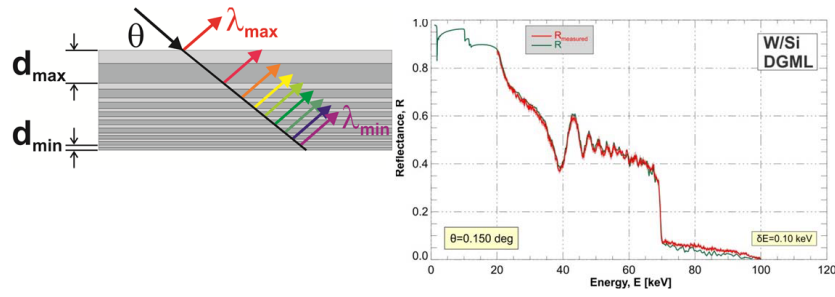 θ
λmax
dmax
dmin
λmin
1.0
0.8
0.6
0.4
0.2
0.0
Reflectance, R
Rmeasured
R
W/Si
DGML
θ=0.150 deg
δE=0.10 keV
0
20
40
60
80
100
120
Energy, E [keV]